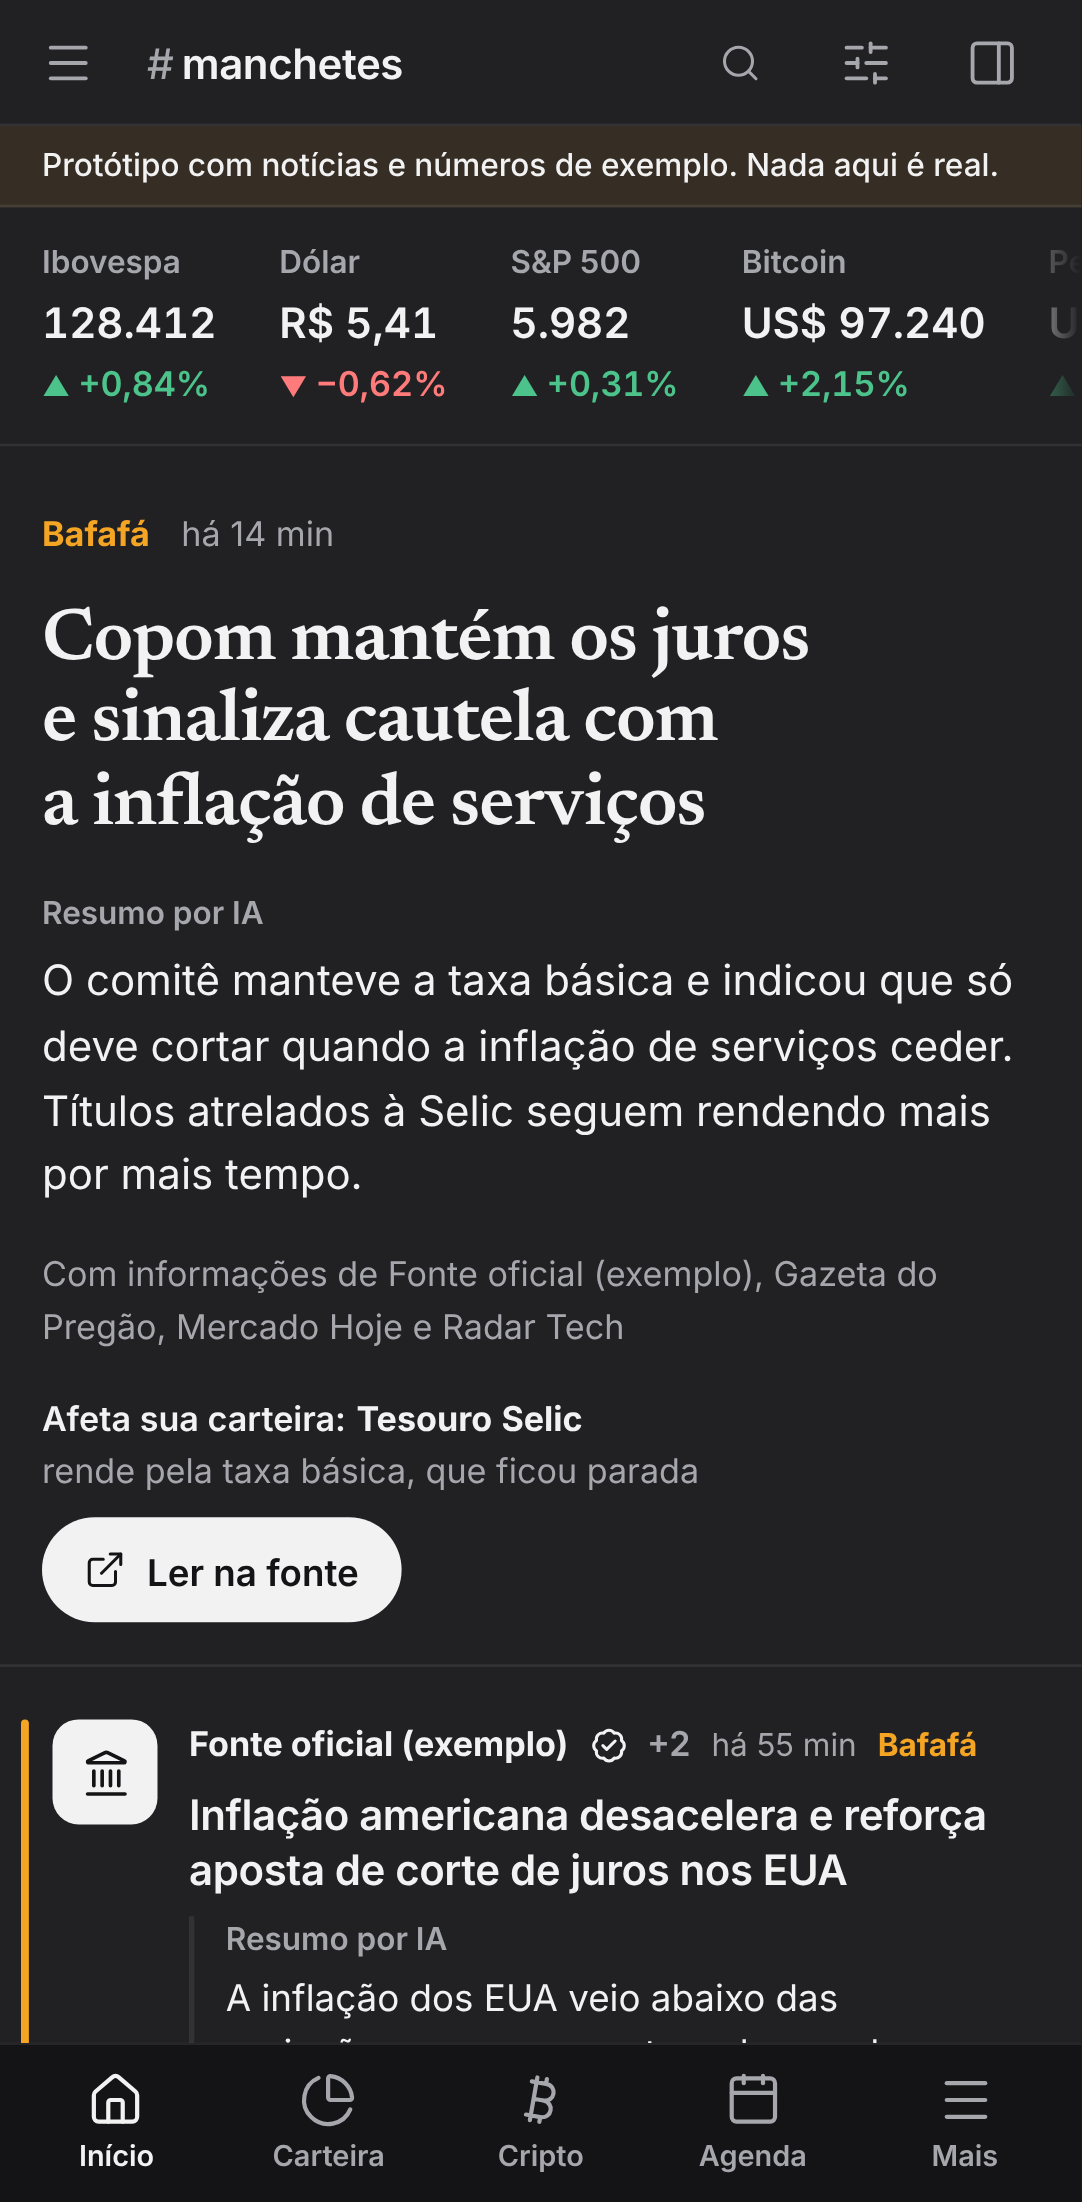 # manchetes
Protótipo com notícias e números de exemplo. Nada aqui é real.
Ibovespa Dólar S&P 500 Bitcoin
128.412 R$ 5,41 5.982 US$ 97.240
▲ +0,84% ▼ −0,62% ▲ +0,31% ▲ +2,15%
Bafafá há 14 min
Copom mantém os juros
e sinaliza cautela com
a inflação de serviços
Resumo por IA
O comitê manteve a taxa básica e indicou que só
deve cortar quando a inflação de serviços ceder.
Títulos atrelados à Selic seguem rendendo mais
por mais tempo.
Com informações de Fonte oficial (exemplo), Gazeta do
Pregão, Mercado Hoje e Radar Tech
Afeta sua carteira: Tesouro Selic
rende pela taxa básica, que ficou parada
Ler na fonte
Fonte oficial (exemplo) +2 há 55 min Bafafá
Inflação americana desacelera e reforça
aposta de corte de juros nos EUA
Resumo por IA
A inflação dos EUA veio abaixo das
Início Carteira Cripto Agenda Mais